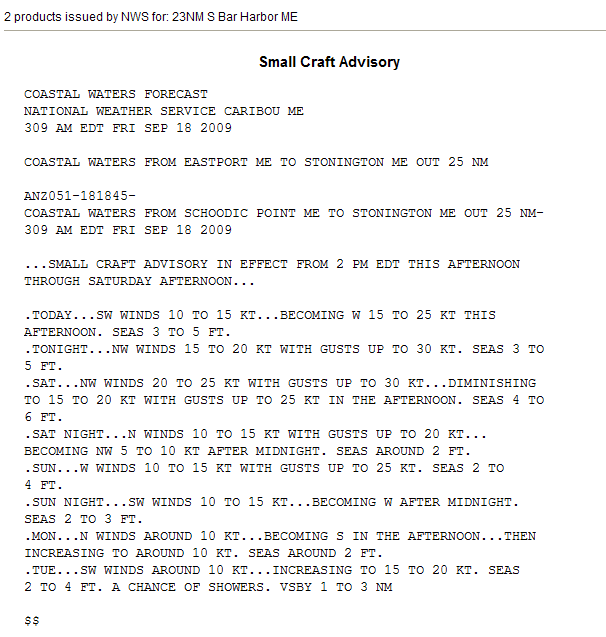 2 products issued by NWS for: 23NM S Bar Harbor ME
Small Craft Advisory
COASTAL WATERS FORECAST
NATIONAL WEATHER SERVICE CARIBOU ME
309 AM EDT FRI SEP 18 2009
COASTAL WATERS FROM EASTPORT ME TO STONINGTON ME OUT 25 NM
ANZ051-181845-
COASTAL WATERS FROM SCHOODIC POINT ME TO STONINGTON ME OUT 25 NM-
309 AM EDT FRI SEP 18 2009
...SMALL CRAFT ADVISORY IN EFFECT FROM 2 PM EDT THIS AFTERNOON
THROUGH SATURDAY AFTERNOON...
.TODAY...SW WINDS 10 TO 15 KT...BECOMING W 15 TO 25 KT THIS
AFTERNOON. SEAS 3 TO 5 FT.
.TONIGHT...NW WINDS 15 TO 20 KT WITH GUSTS UP TO 30 KT. SEAS 3 TO
5 FT.
.SAT...NW WINDS 20 TO 25 KT WITH GUSTS UP TO 30 KT...DIMINISHING
TO 15 TO 20 KT WITH GUSTS UP TO 25 KT IN THE AFTERNOON. SEAS 4 TO
6 FT.
.SAT NIGHT...N WINDS 10 TO 15 KT WITH GUSTS UP TO 20 KT...
BECOMING NW 5 TO 10 KT AFTER MIDNIGHT. SEAS AROUND 2 FT.
.SUN...W WINDS 10 TO 15 KT WITH GUSTS UP TO 25 KT. SEAS 2 TO
4 FT.
.SUN NIGHT...SW WINDS 10 TO 15 KT...BECOMING W AFTER MIDNIGHT.
SEAS 2 TO 3 FT.
.MON...N WINDS AROUND 10 KT...BECOMING S IN THE AFTERNOON...THEN
INCREASING TO AROUND 10 KT. SEAS AROUND 2 FT.
.TUE...SW WINDS AROUND 10 KT...INCREASING TO 15 TO 20 KT. SEAS
2 TO 4 FT. A CHANCE OF SHOWERS. VSBY 1 TO 3 NM
$$